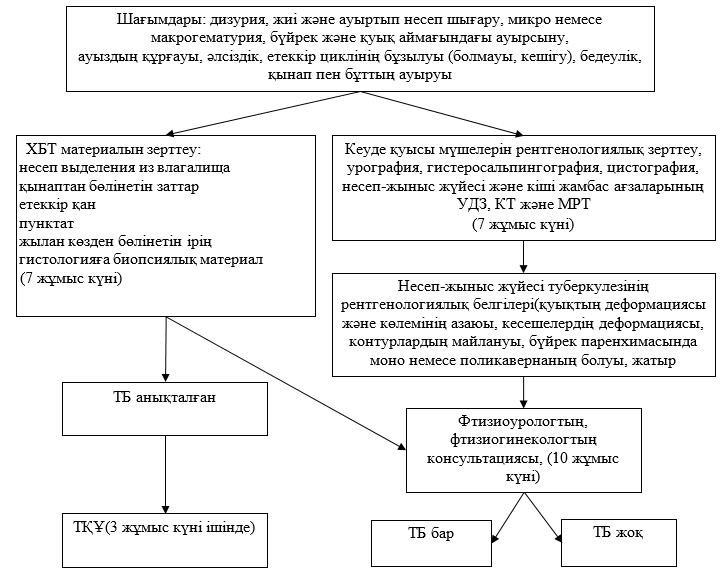 Шағымдары: дизурия, жиі және ауыртып несеп шығару, микро немесе
макрогематурия, бүйрек және қуық аймағындағы ауырсыну,
ауыздың құрғауы, әлсіздік, етеккір циклінің бұзылуы (болмауы, кешігу), бедеулік,
қынап пен бұттың ауыруы
ХБТ материалын зерттеу:
несеп выделения из влагалища
қынаптан бөлінетін заттар
етеккір қан
пунктат
жылан көзден бөлінетін ірің
гистологияға биопсиялық материал
(7 жұмыс күні)
Кеуде қуысы мүшелерін рентгенологиялық зерттеу,
урография, гистеросальпингография, цистография,
несеп-жыныс жүйесі және кіші жамбас ағзаларының
УДЗ, КТ және МРТ
(7 жұмыс күні)
Несеп-жыныс жүйесі туберкулезінің
рентгенологиялық белгілері(қуықтың деформациясы
және көлемінің азаюы, кесешелердің деформациясы,
контурлардың майлануы, бүйрек паренхимасында
моно немесе поликавернаның болуы, жатыр
ТБ анықталған
Фтизиоурологтың,
фтизиогинекологтың
консультациясы, (10 жұмыс
күні)
ТҚҰ(3 жұмыс күні ішінде)
ТБ бар
ТБ жоқ